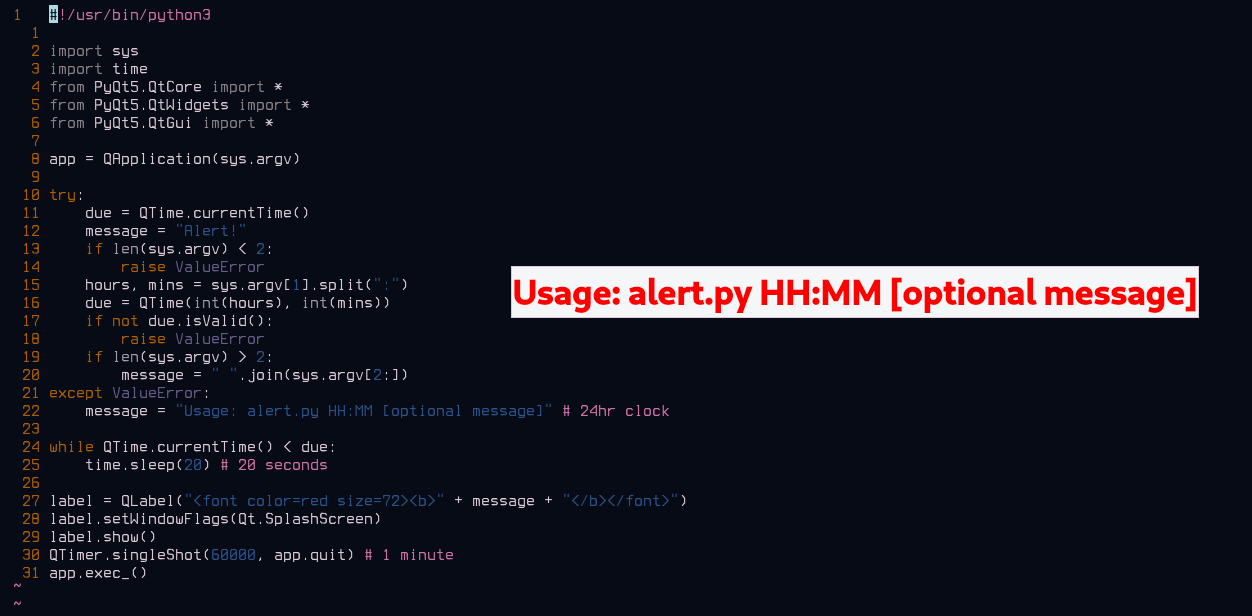 1 #!/usr/bin/python3
1
2 import sys
3 import time
4 from PyQt5.QtCore import *
5 from PyQt5.QtWidgets import *
6 from PyQt5.QtGui import *
7
8 app = QApplication(sys.argv)
9
10 try:
11     due = QTime.currentTime()
12     message = "Alert!"
13     if len(sys.argv) < 2:
14         raise ValueError
15     hours, mins = sys.argv[1].split(":")
16     due = QTime(int(hours), int(mins))
17     if not due.isValid():
18         raise ValueError
19     if len(sys.argv) > 2:
20         message = " ".join(sys.argv[2:])
21 except ValueError:
22     message = "Usage: alert.py HH:MM [optional message]" # 24hr clock
23
24 while QTime.currentTime() < due:
25     time.sleep(20) # 20 seconds
26
27 label = QLabel("<font color=red size=72><b>" + message + "</b></font>")
28 label.setWindowFlags(Qt.SplashScreen)
29 label.show()
30 QTimer.singleShot(60000, app.quit) # 1 minute
31 app.exec_()
~
~
Usage: alert.py HH:MM [optional message]